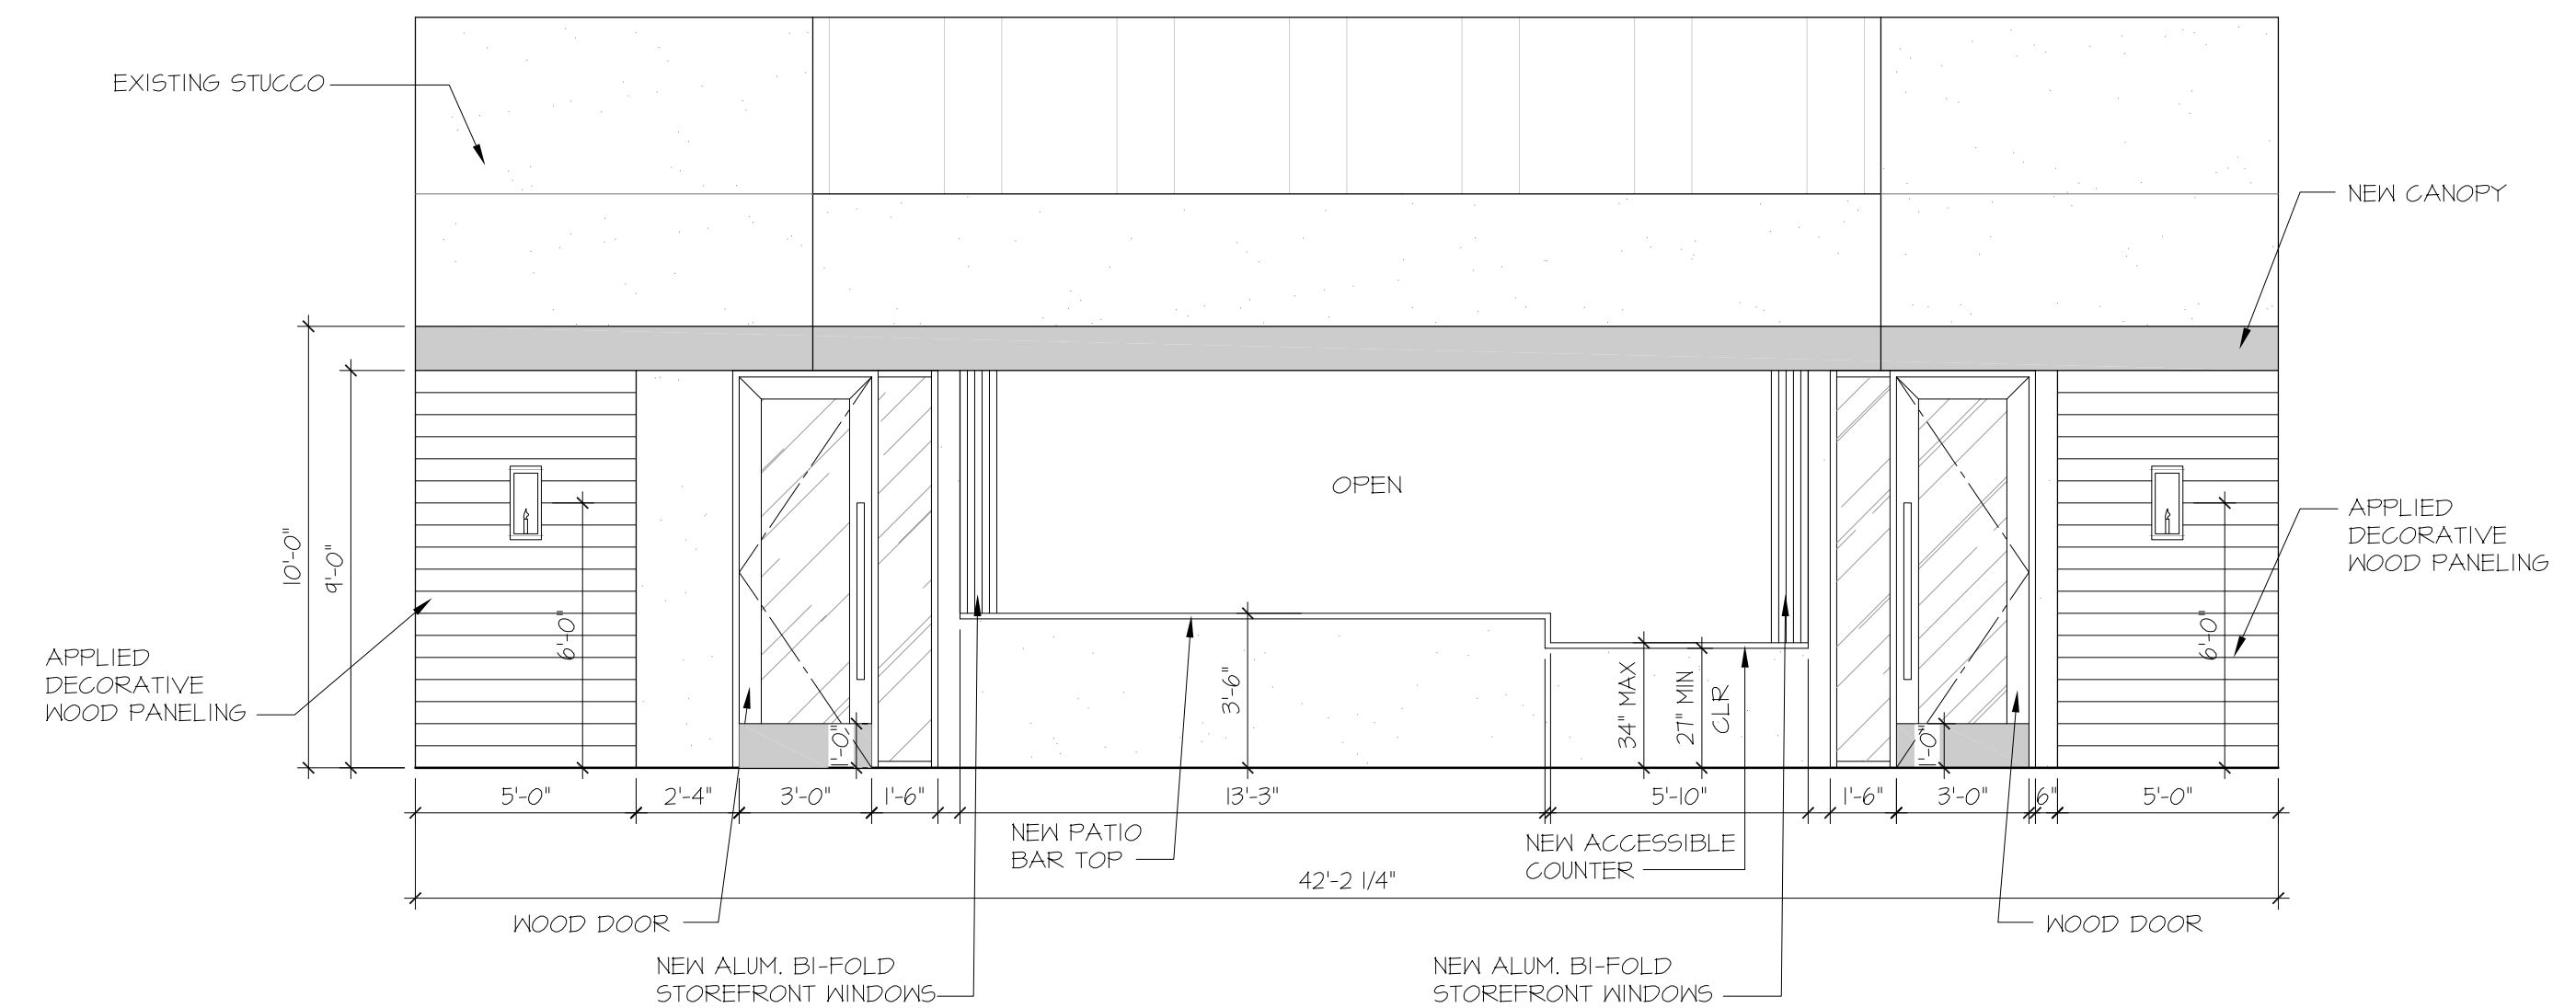 EXISTING STUCCO
NEW CANOPY
OPEN
APPLIED
DECORATIVE
WOOD PANELING
10'-0"
9'-0"
6'-0"
6'-0"
APPLIED
DECORATIVE
WOOD PANELING
3'-6"
34" MAX
27" MIN
CLR
1'-0"
1'-0"
5'-0"
2'-4"
3'-0"
1'-6"
13'-3"
5'-10"
1'-6"
3'-0"
6"
5'-0"
NEW PATIO
BAR TOP
NEW ACCESSIBLE
COUNTER
42'-2 1/4"
WOOD DOOR
WOOD DOOR
NEW ALUM. BI-FOLD
STOREFRONT WINDOWS
NEW ALUM. BI-FOLD
STOREFRONT WINDOWS